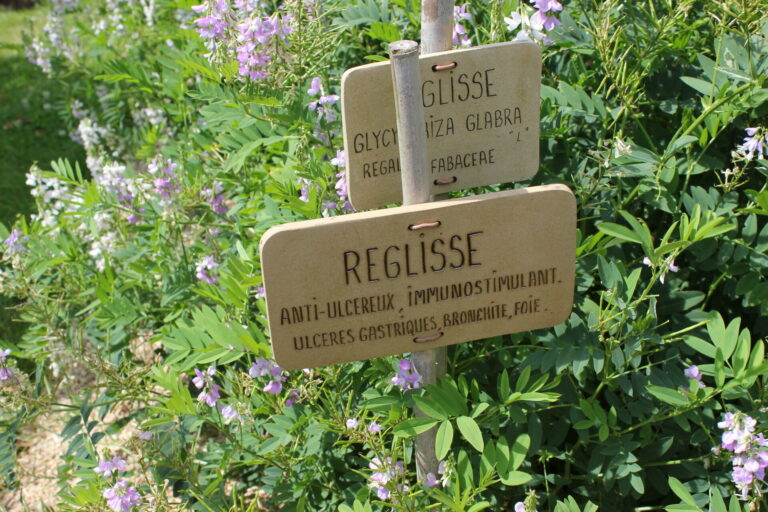 GLISSE
GLYCY IZA GLABRA "L"
REGAL FABACEAE
REGLISSE
ANTI-ULCEREUX, IMMUNOSTIMULANT.
ULCERES GASTRIQUES, BRONCHITE, FOIE.